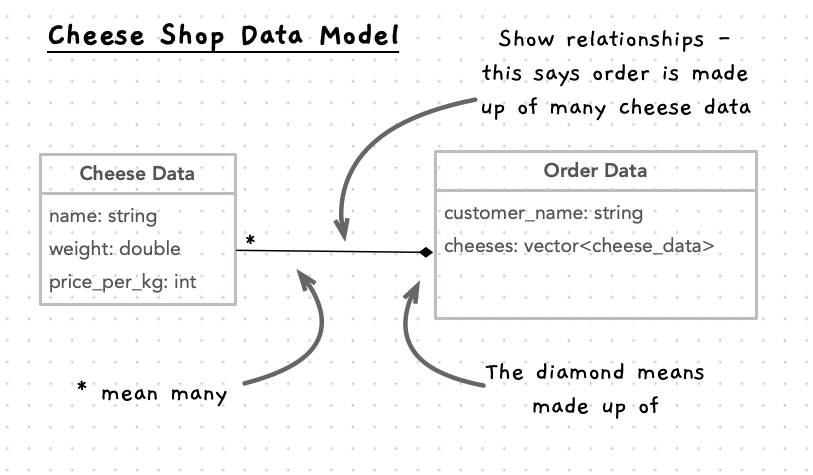 Cheese Shop Data Model
Show relationships -
this says order is made
up of many cheese data
Cheese Data
name: string
weight: double
price_per_kg: int
*
Order Data
customer_name: string
cheeses: vector<cheese_data>
* mean many
The diamond means
made up of